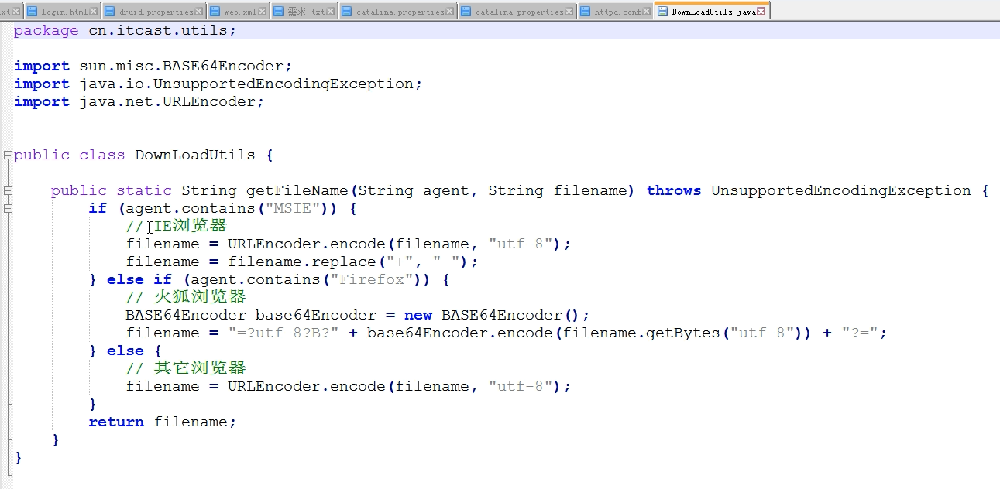 .xt login.html druid.properties web.xml 需求.txt catalina.properties catalina.properties httpd.conf DownLoadUtils.java
package cn.itcast.utils;
import sun.misc.BASE64Encoder;
import java.io.UnsupportedEncodingException;
import java.net.URLEncoder;
public class DownLoadUtils {
public static String getFileName(String agent, String filename) throws UnsupportedEncodingException {
if (agent.contains("MSIE")) {
// IE浏览器
filename = URLEncoder.encode(filename, "utf-8");
filename = filename.replace("+", " ");
} else if (agent.contains("Firefox")) {
// 火狐浏览器
BASE64Encoder base64Encoder = new BASE64Encoder();
filename = "=?utf-8?B?" + base64Encoder.encode(filename.getBytes("utf-8")) + "?=";
} else {
// 其它浏览器
filename = URLEncoder.encode(filename, "utf-8");
}
return filename;
}
}